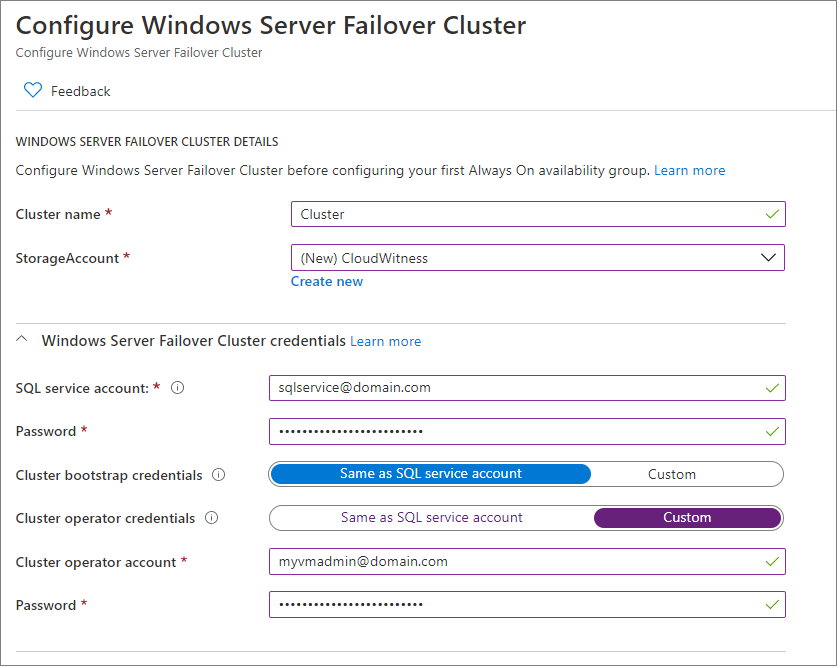 Configure Windows Server Failover Cluster
Configure Windows Server Failover Cluster
Feedback
WINDOWS SERVER FAILOVER CLUSTER DETAILS
Configure Windows Server Failover Cluster before configuring your first Always On availability group. Learn more
Cluster name * Cluster
StorageAccount * (New) CloudWitness
Create new
Windows Server Failover Cluster credentials Learn more
SQL service account: * sqlservice@domain.com
Password * •••••••••••••••••••••••••
Cluster bootstrap credentials Same as SQL service account Custom
Cluster operator credentials Same as SQL service account Custom
Cluster operator account * myvmadmin@domain.com
Password * •••••••••••••••••••••••••